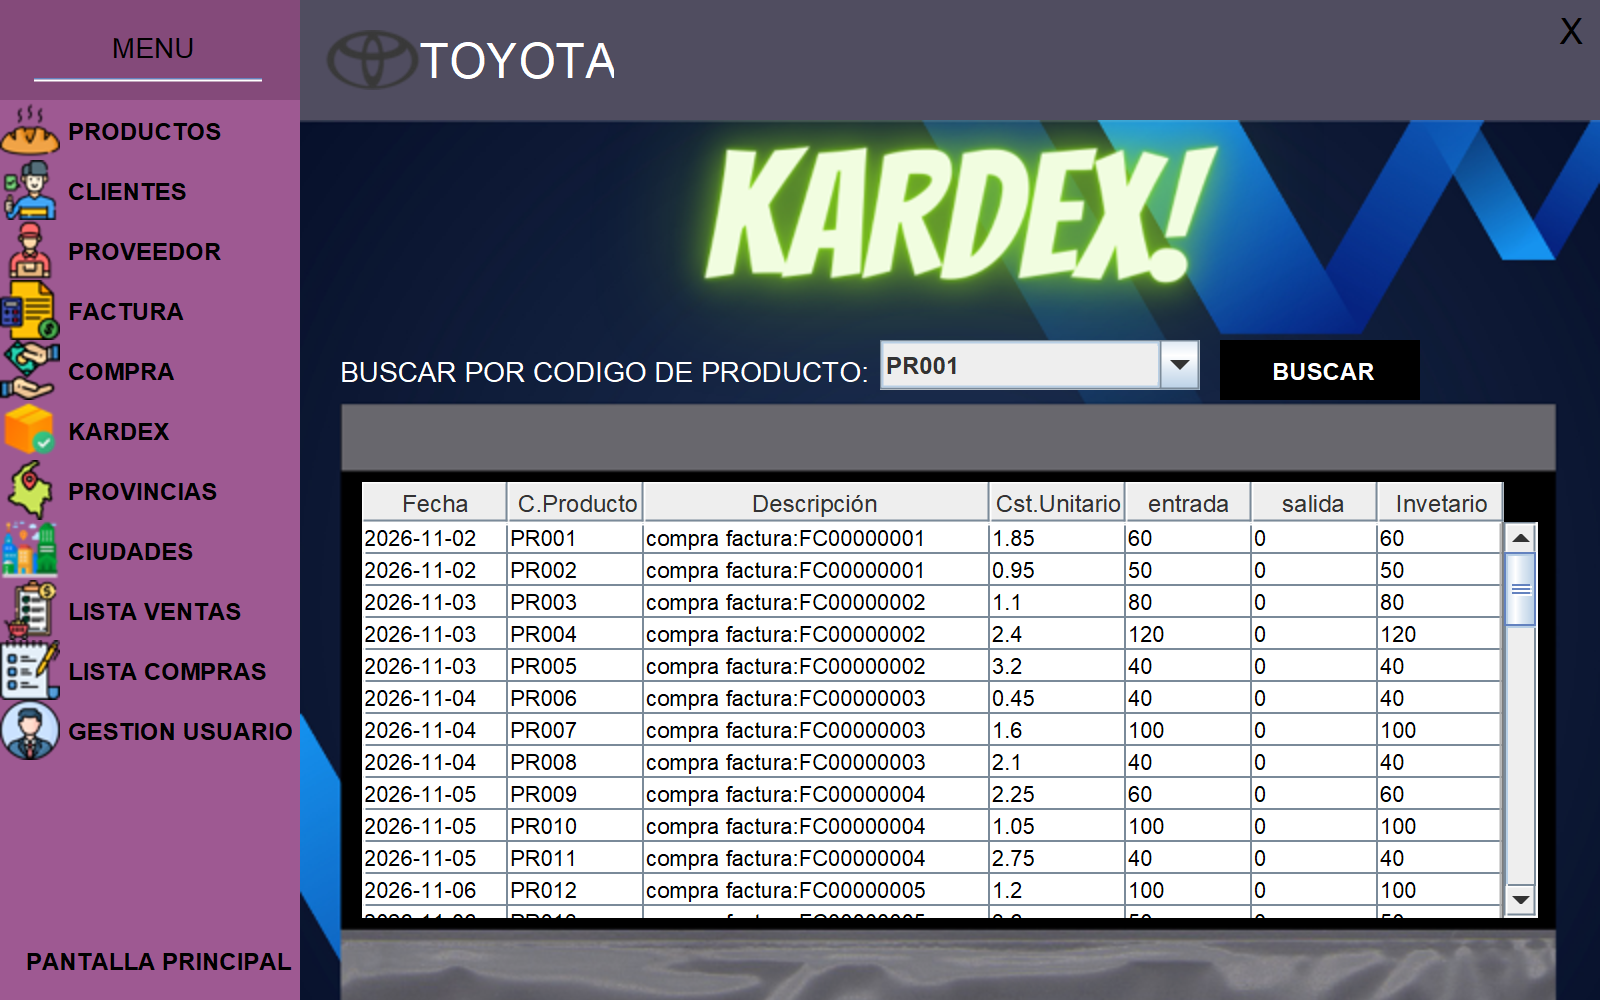 MENU
PRODUCTOS
CLIENTES
PROVEEDOR
FACTURA
COMPRA
KARDEX
PROVINCIAS
CIUDADES
LISTA VENTAS
LISTA COMPRAS
GESTION USUARIO
PANTALLA PRINCIPAL
TOYOTA
X
KARDEX!
BUSCAR POR CODIGO DE PRODUCTO: PR001 BUSCAR
Fecha C.Producto Descripción Cst.Unitario entrada salida Invetario
2026-11-02 PR001 compra factura:FC00000001 1.85 60 0 60
2026-11-02 PR002 compra factura:FC00000001 0.95 50 0 50
2026-11-03 PR003 compra factura:FC00000002 1.1 80 0 80
2026-11-03 PR004 compra factura:FC00000002 2.4 120 0 120
2026-11-03 PR005 compra factura:FC00000002 3.2 40 0 40
2026-11-04 PR006 compra factura:FC00000003 0.45 40 0 40
2026-11-04 PR007 compra factura:FC00000003 1.6 100 0 100
2026-11-04 PR008 compra factura:FC00000003 2.1 40 0 40
2026-11-05 PR009 compra factura:FC00000004 2.25 60 0 60
2026-11-05 PR010 compra factura:FC00000004 1.05 100 0 100
2026-11-05 PR011 compra factura:FC00000004 2.75 40 0 40
2026-11-06 PR012 compra factura:FC00000005 1.2 100 0 100